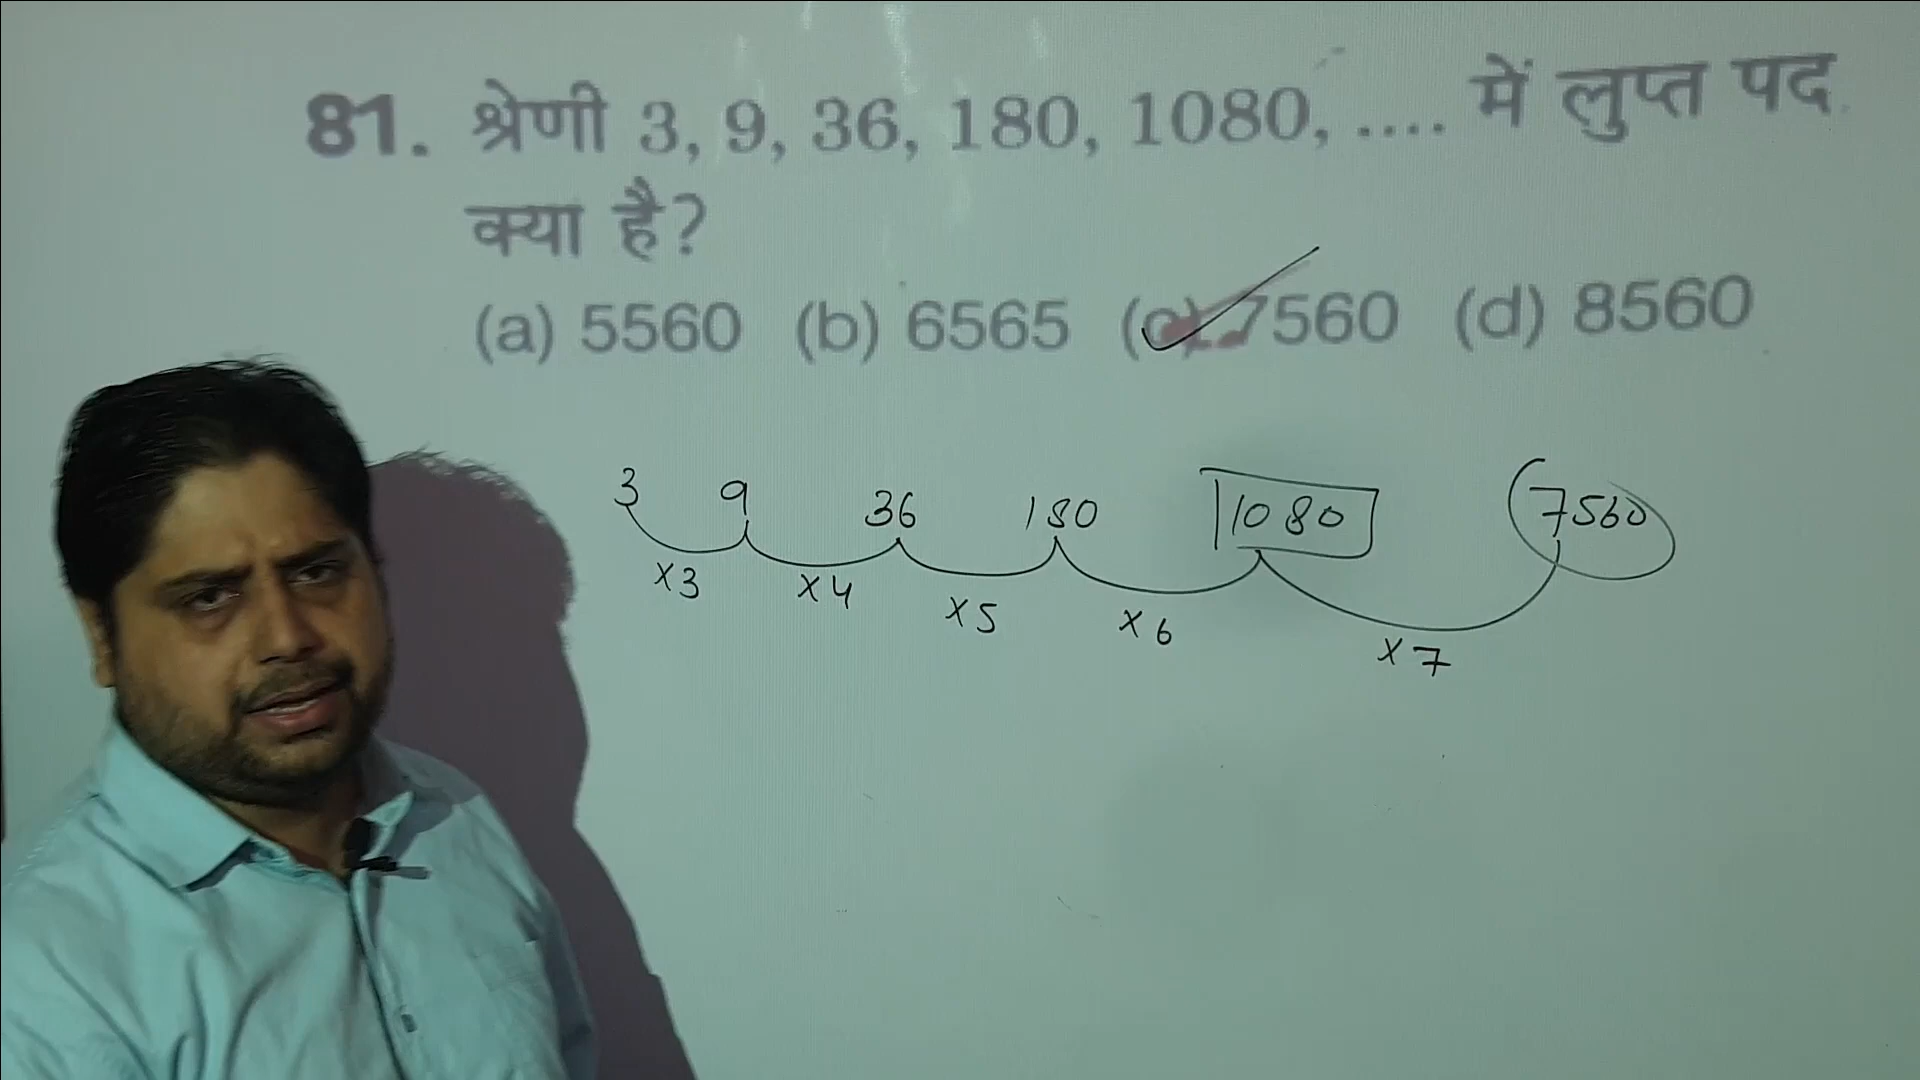 81. श्रेणी 3, 9, 36, 180, 1080, .... में लुप्त पद
क्या है?
(a) 5560 (b) 6565 (c) 7560 (d) 8560
3 9 36 180 1080 7560
x3 x4 x5 x6 x7